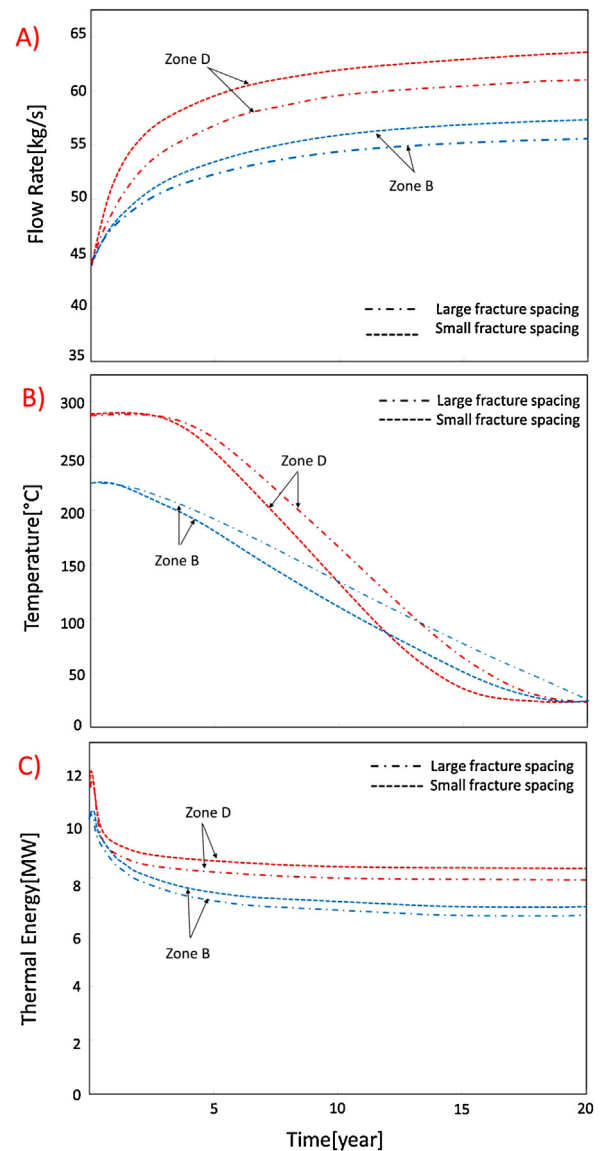 A)
65
60
55
50
45
40
35
Flow Rate[kg/s]
Zone D
Zone B
Large fracture spacing
Small fracture spacing
B)
300
250
200
150
100
50
0
Temperature[°C]
Large fracture spacing
Small fracture spacing
Zone D
Zone B
C)
12
10
8
6
4
2
0
Thermal Energy[MW]
Large fracture spacing
Small fracture spacing
Zone D
Zone B
5
10
15
20
Time[year]